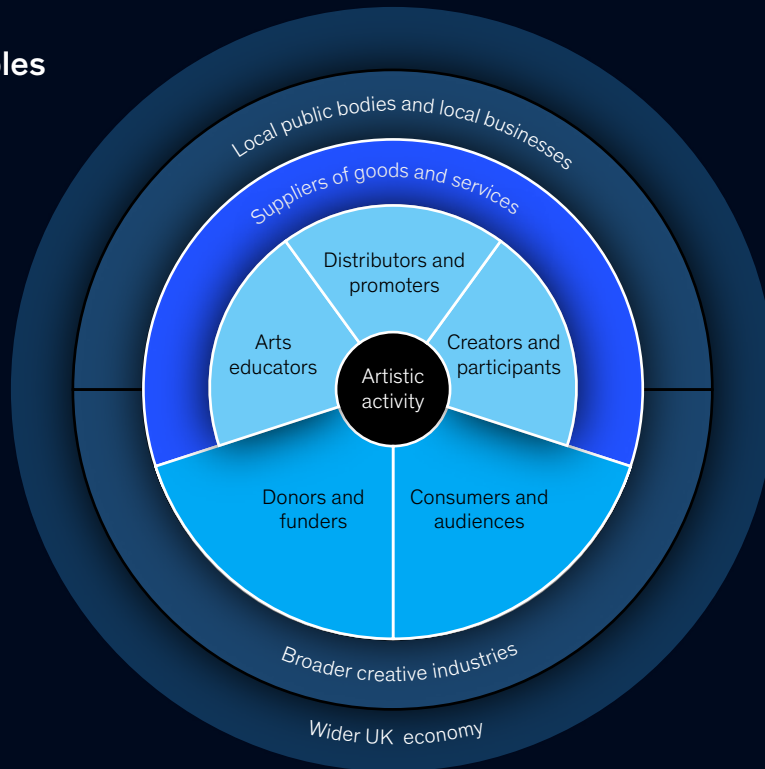 Local public bodies and local businesses
Suppliers of goods and services
Distributors and
promoters
Arts
educators
Creators and
participants
Artistic
activity
Donors and
funders
Consumers and
audiences
Broader creative industries
Wider UK economy